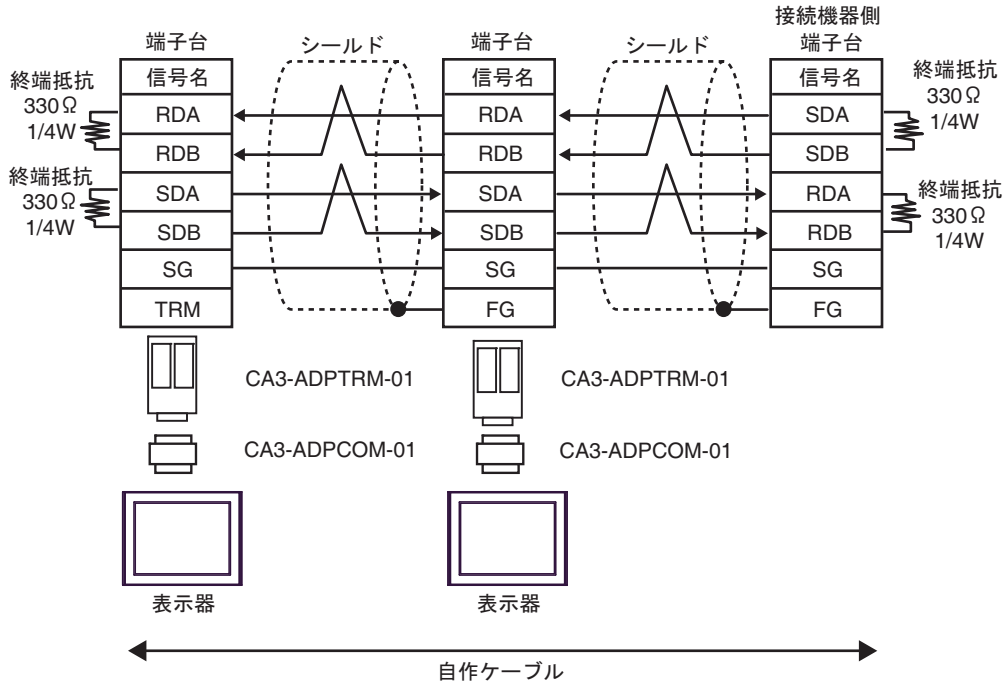 接続機器側
端子台
シールド
端子台
シールド
端子台
終端抵抗
330Ω
1/4W
終端抵抗
330Ω
1/4W
信号名
RDA
RDB
SDA
SDB
SG
TRM
信号名
RDA
RDB
SDA
SDB
SG
FG
信号名
SDA
SDB
RDA
RDB
SG
FG
終端抵抗
330Ω
1/4W
終端抵抗
330Ω
1/4W
CA3-ADPTRM-01
CA3-ADPTRM-01
CA3-ADPCOM-01
CA3-ADPCOM-01
表示器
表示器
自作ケーブル